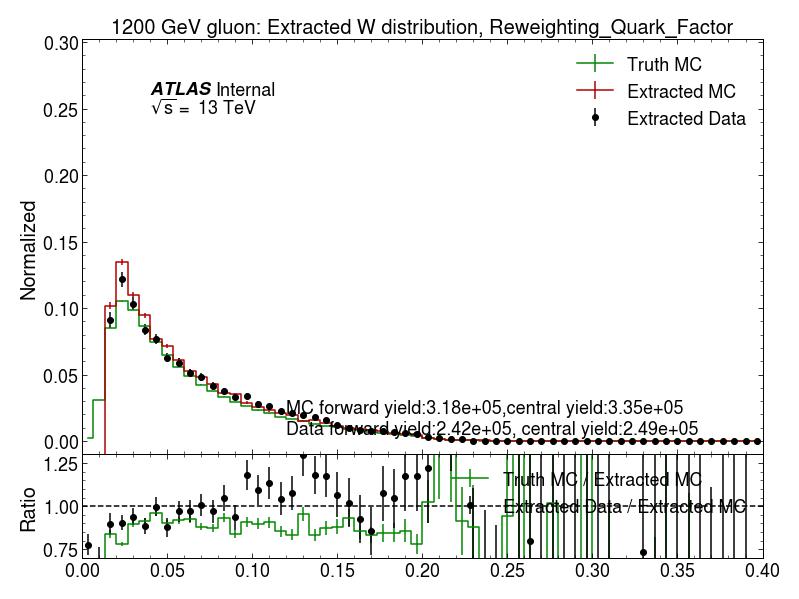 1200 GeV gluon: Extracted W distribution, Reweighting_Quark_Factor
0.30
0.25
0.20
0.15
0.10
0.05
0.00
Normalized
ATLAS Internal
√s = 13 TeV
Truth MC
Extracted MC
Extracted Data
MC forward yield:3.18e+05,central yield:3.35e+05
Data forward yield:2.42e+05, central yield:2.49e+05
1.25
1.00
0.75
Ratio
Truth MC / Extracted MC
Extracted Data / Extracted MC
0.00 0.05 0.10 0.15 0.20 0.25 0.30 0.35 0.40